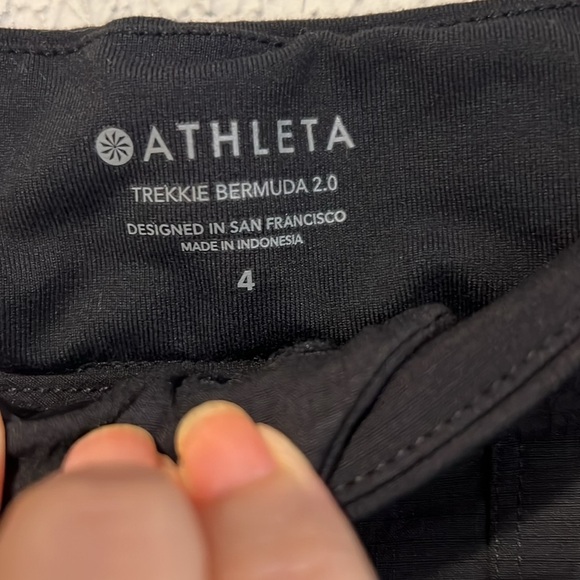 ATHLETA
TREKKIE BERMUDA 2.0
DESIGNED IN SAN FRANCISCO
MADE IN INDONESIA
4